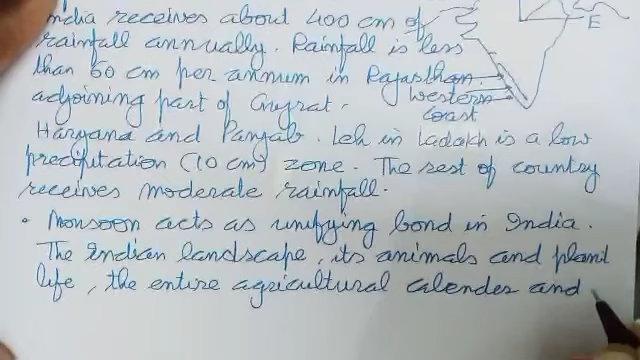 India receives about 400 cm of
rainfall annually. Rainfall is less
than 60 cm per annum in Rajasthan.
adjoining part of Gujrat.
Western
Coast
E
Haryana and Panjab. Leh in Ladakh is a low
precipitation (10 cm) zone. The rest of country
receives moderate rainfall.
• Monsoon acts as unifying bond in India.
The Indian landscape, its animals and plant
life, the entire agricultural calender and